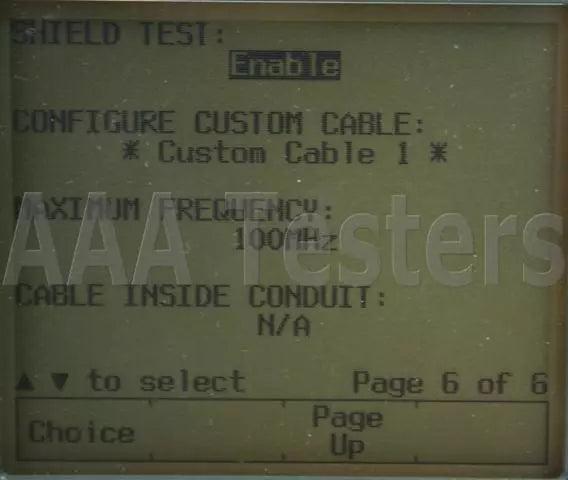 SHIELD TEST:
Enable
CONFIGURE CUSTOM CABLE:
* Custom Cable 1 *
MAXIMUM FREQUENCY:
100MHz
AAA Testers
CABLE INSIDE CONDUIT:
N/A
▲ ▼ to select Page 6 of 6
Choice
Page
Up